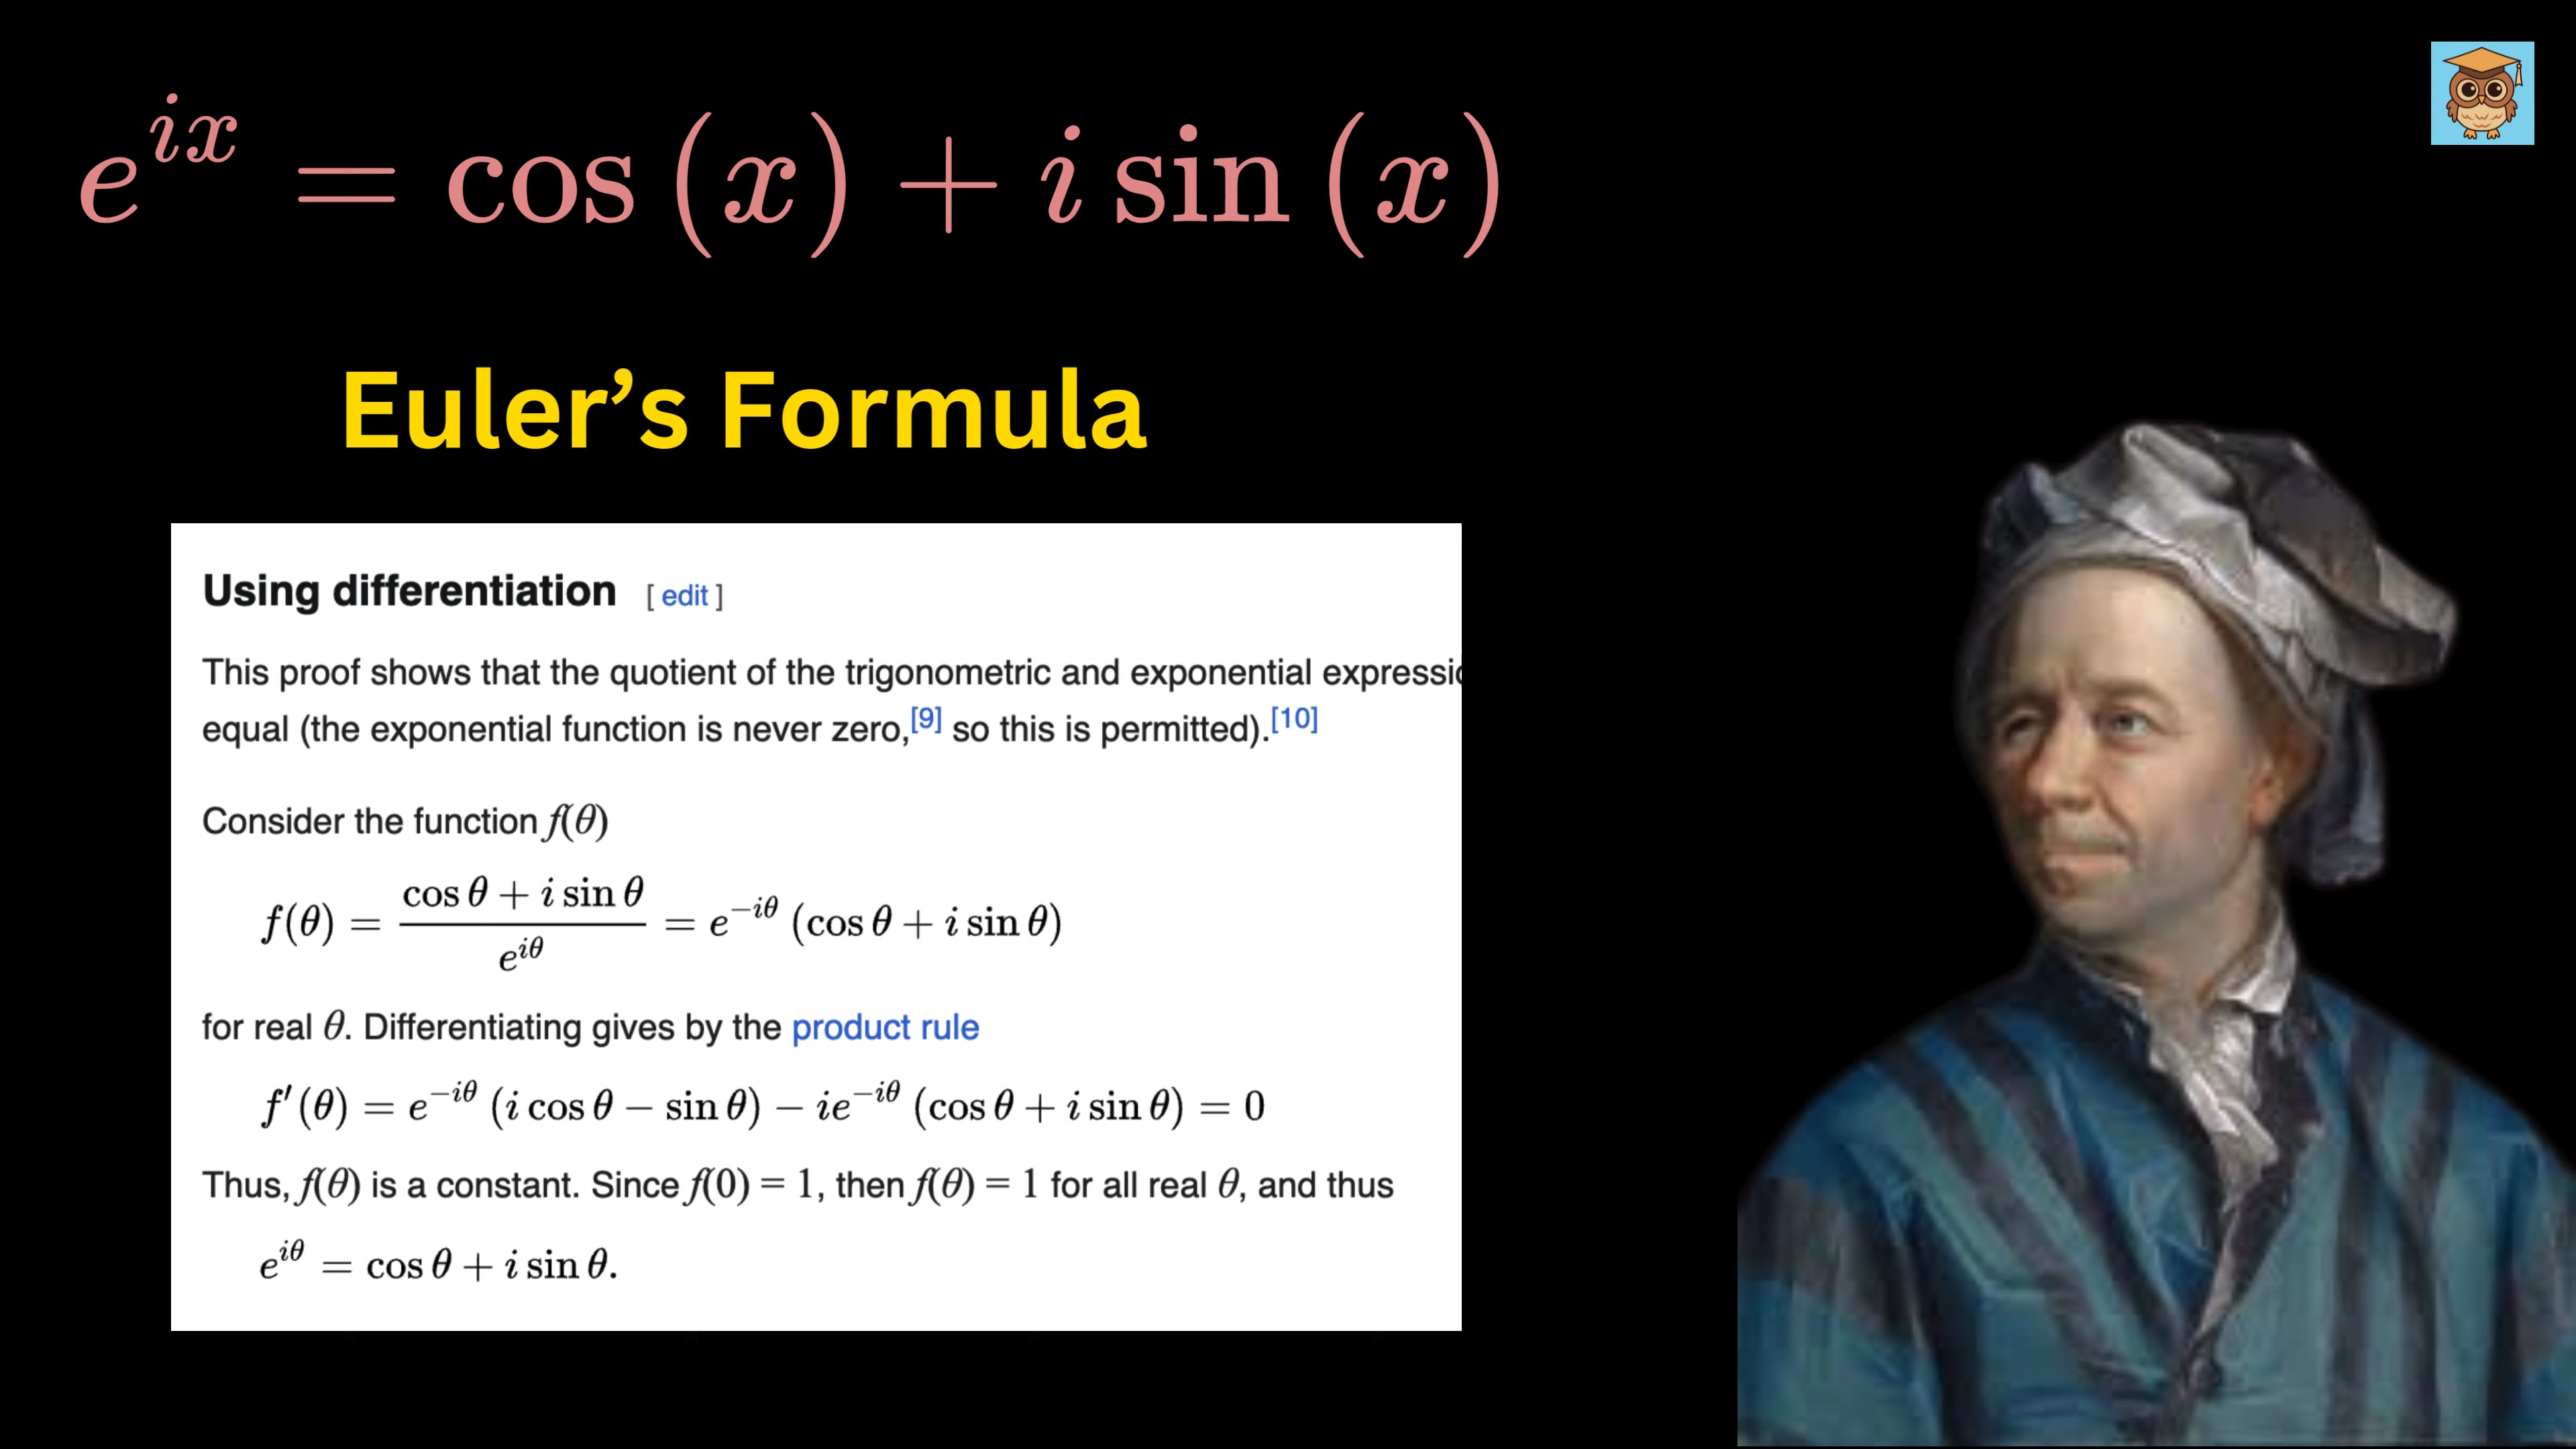 e^{ix} = cos (x) + i sin (x)
Euler’s Formula
Using differentiation [ edit ]
This proof shows that the quotient of the trigonometric and exponential
equal (the exponential function is never zero,[9] so this is permitted).[10]
Consider the function f(θ)
f(θ) = \frac{cos θ + i sin θ}{e^{iθ}} = e^{−iθ} (cos θ + i sin θ)
for real θ. Differentiating gives by the product rule
f′(θ) = e^{−iθ} (i cos θ − sin θ) − ie^{−iθ} (cos θ + i sin θ) = 0
Thus, f(θ) is a constant. Since f(0) = 1, then f(θ) = 1 for all real θ, and thus
e^{iθ} = cos θ + i sin θ.